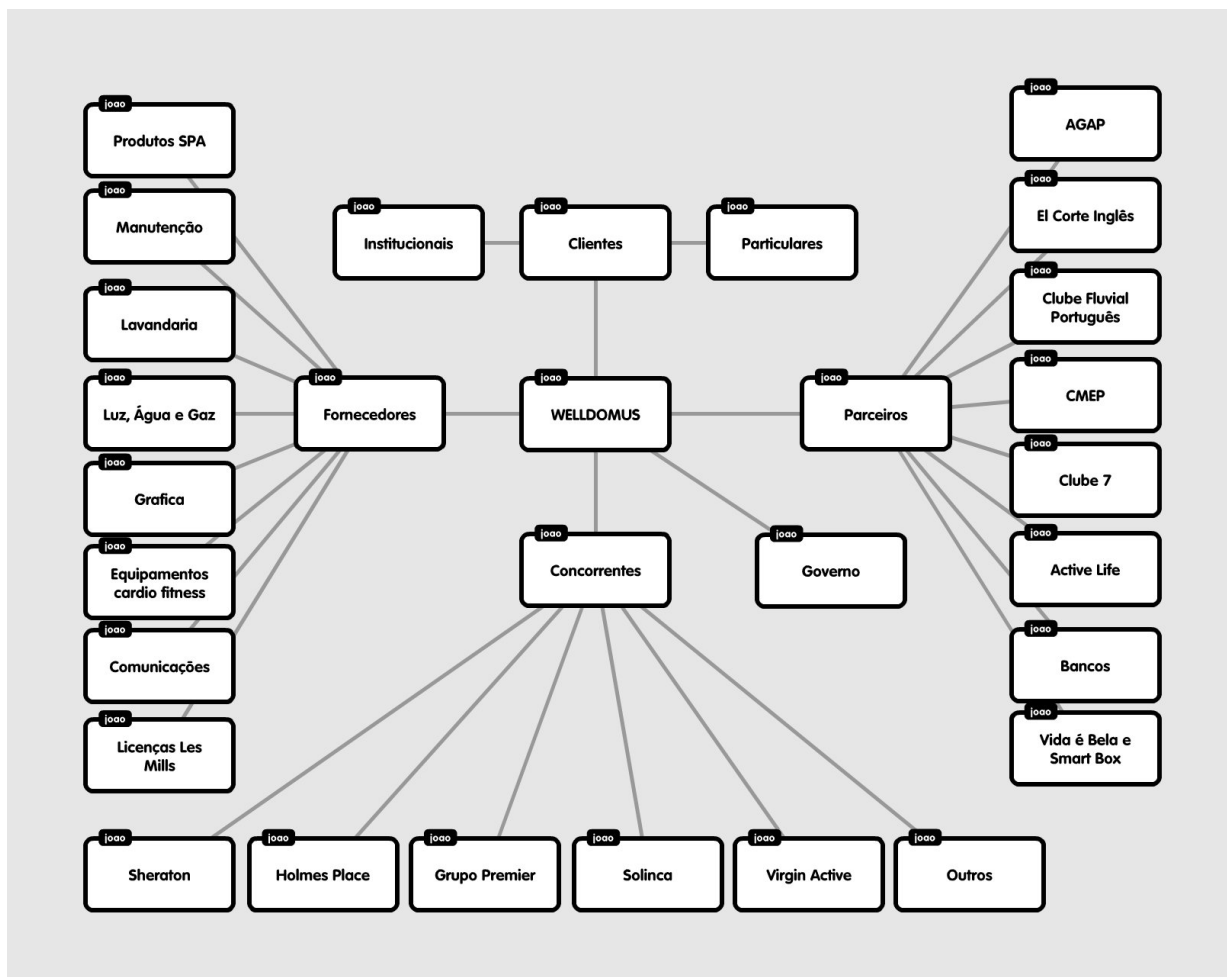 joao
Produtos SPA
joao
Manutenção
joao
Lavandaria
joao
Luz, Água e Gaz
joao
Grafica
joao
Equipamentos
cardio fitness
joao
Comunicações
joao
Licenças Les
Mills
joao
Fornecedores
joao
Institucionais
joao
Clientes
joao
Particulares
joao
WELLDOMUS
joao
Concorrentes
joao
Governo
joao
Parceiros
joao
AGAP
joao
El Corte Inglês
joao
Clube Fluvial
Português
joao
CMEP
joao
Clube 7
joao
Active Life
joao
Bancos
joao
Vida é Bela e
Smart Box
joao
Sheraton
joao
Holmes Place
joao
Grupo Premier
joao
Solinca
joao
Virgin Active
joao
Outros